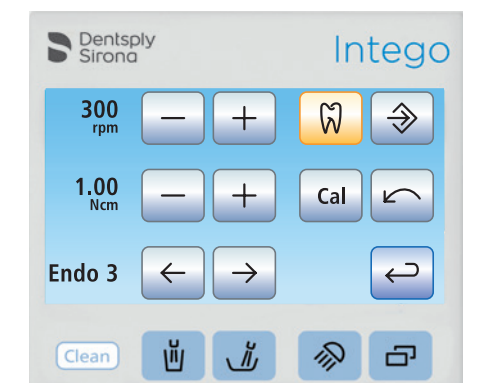 Dentsply
Sirona
Intego
300
rpm
1.00
Ncm
Cal
Endo 3
Clean